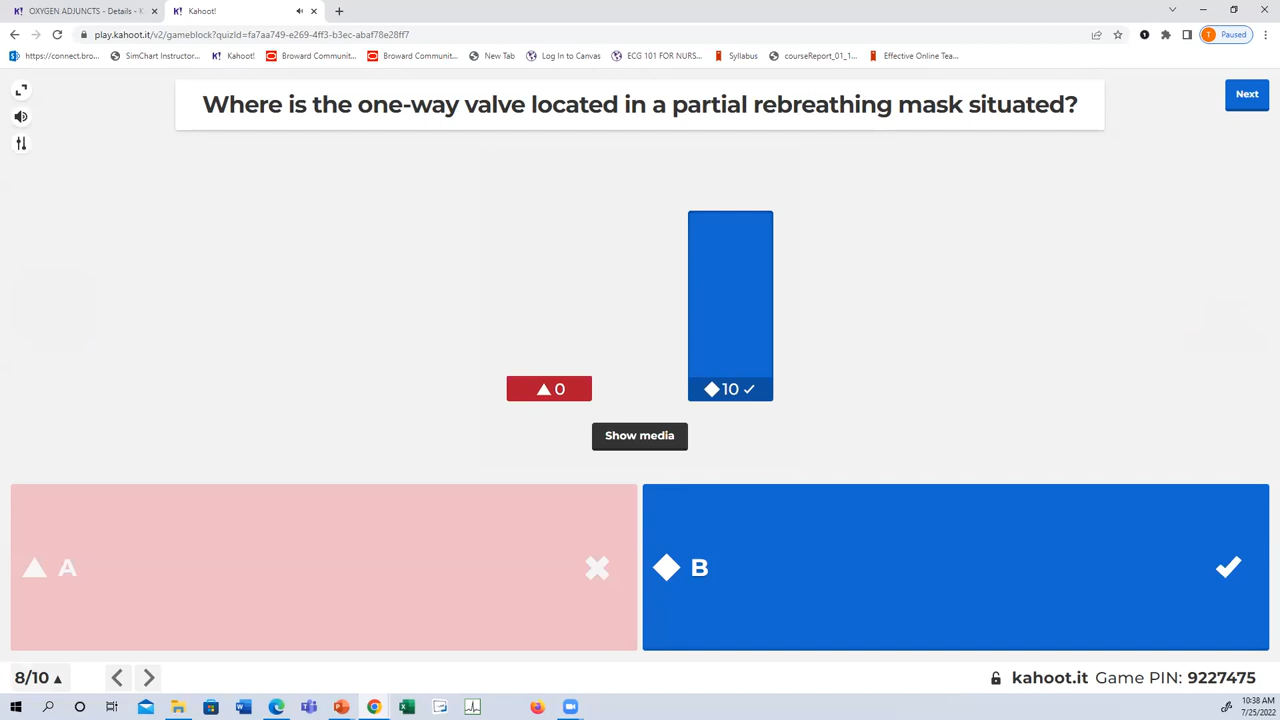 OXYGEN ADJUNCTS - Details - K
K! Kahoot!
play.kahoot.it/v2/gameblock?quizId=fa7aa749-e269-4ff3-b3ec-abaf78e28ff7
Paused
https://connect.bro...
SimChart Instructor...
Kahoot!
Broward Communit...
Broward Communit...
New Tab
Log In to Canvas
ECG 101 FOR NURS...
Syllabus
courseReport_01_1...
Effective Online Tea...
Where is the one-way valve located in a partial rebreathing mask situated?
Next
0
10
Show media
A
B
8/10
kahoot.it Game PIN: 9227475
10:38 AM
7/25/2022